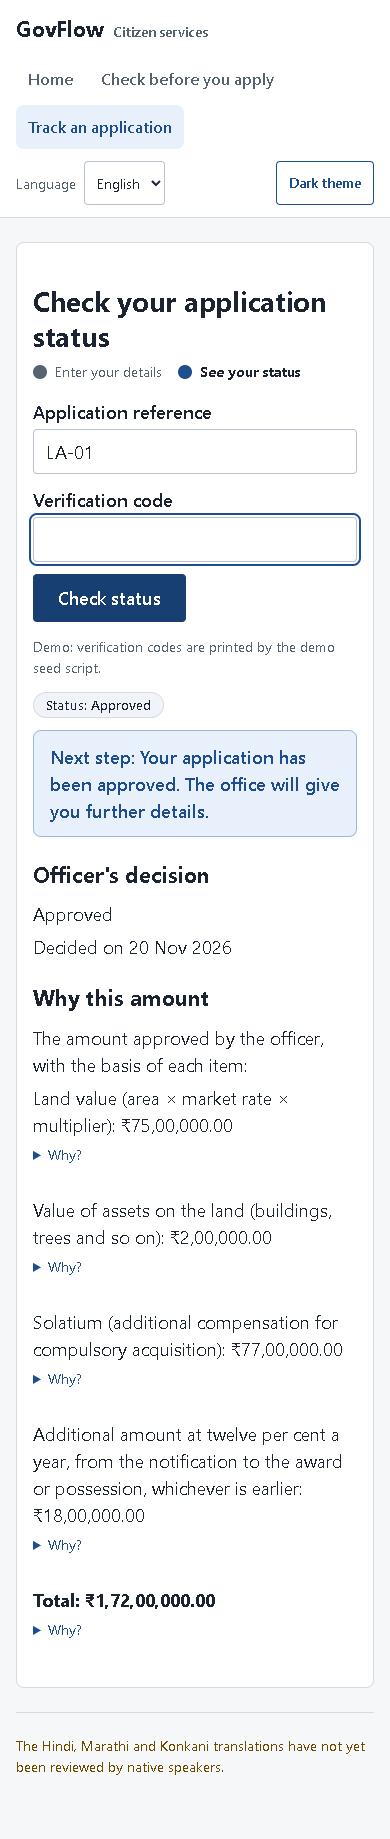 GovFlow Citizen services
Home Check before you apply
Track an application
Language English Dark theme
Check your application
status
Enter your details See your status
Application reference
LA-01
Verification code
Check status
Demo: verification codes are printed by the demo
seed script.
Status: Approved
Next step: Your application has
been approved. The office will give
you further details.
Officer's decision
Approved
Decided on 20 Nov 2026
Why this amount
The amount approved by the officer,
with the basis of each item:
Land value (area × market rate ×
multiplier): ₹75,00,000.00
Why?
Value of assets on the land (buildings,
trees and so on): ₹2,00,000.00
Why?
Solatium (additional compensation for
compulsory acquisition): ₹77,00,000.00
Why?
Additional amount at twelve per cent a
year, from the notification to the award
or possession, whichever is earlier:
₹18,00,000.00
Why?
Total: ₹1,72,00,000.00
Why?
The Hindi, Marathi and Konkani translations have not yet
been reviewed by native speakers.